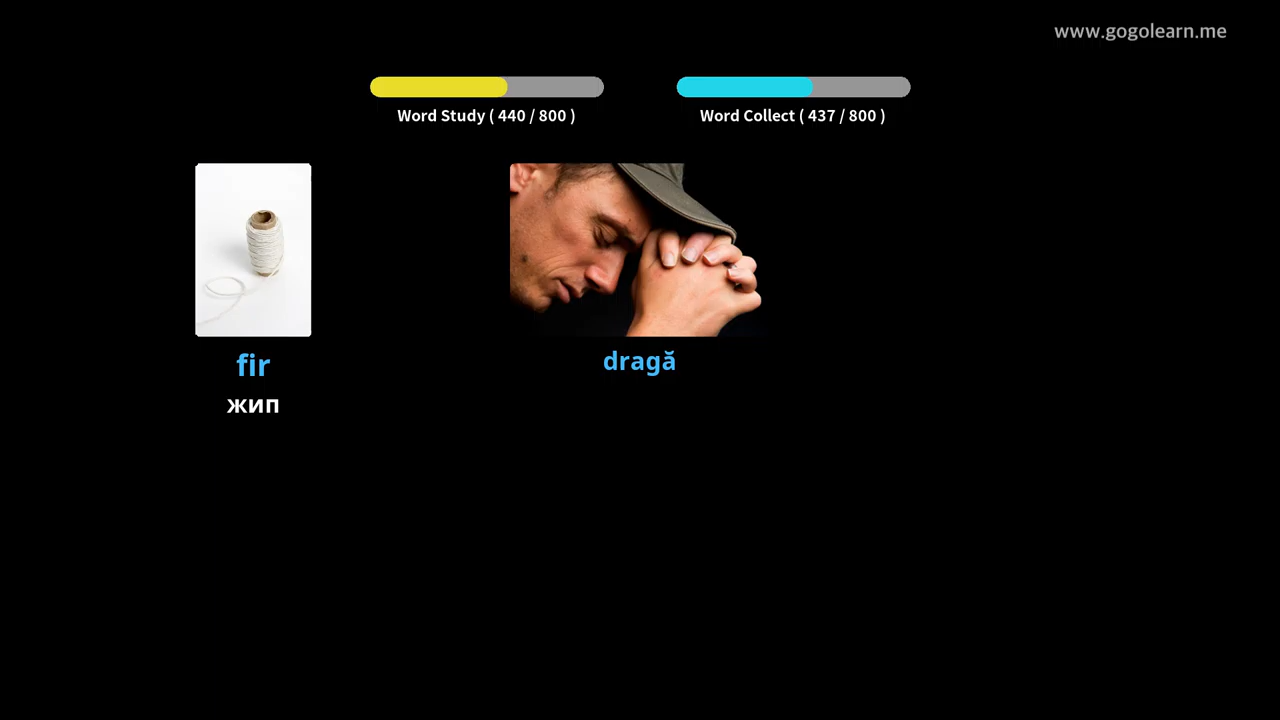 www.gogolearn.me
Word Study ( 440 / 800 )
Word Collect ( 437 / 800 )
fir
жип
dragă